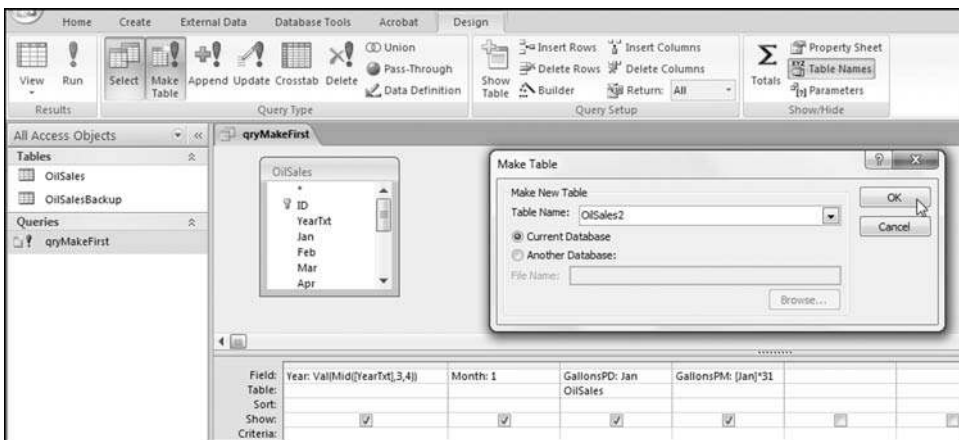 Home Create External Data Database Tools Acrobat Design
View
Run
Results
Select
Make Table
Append
Update
Crosstab
Delete
Union
Pass-Through
Data Definition
Query Type
Show Table
Insert Rows
Delete Rows
Builder
Insert Columns
Delete Columns
Return: All
Query Setup
Σ
Totals
Property Sheet
Table Names
Parameters
Show/Hide
All Access Objects
Tables
OilSales
OilSalesBackup
Queries
qryMakeFirst
qryMakeFirst
OilSales
*
ID
YearTxt
Jan
Feb
Mar
Apr
Make Table
Make New Table
Table Name: OilSales2
Current Database
Another Database:
File Name:
Browse...
OK
Cancel
Field: Year: Val(Mid([YearTxt],3,4)) Month: 1 GallonsPD: Jan GallonsPM: [Jan]*31
Table: OilSales
Sort:
Show:
Criteria: